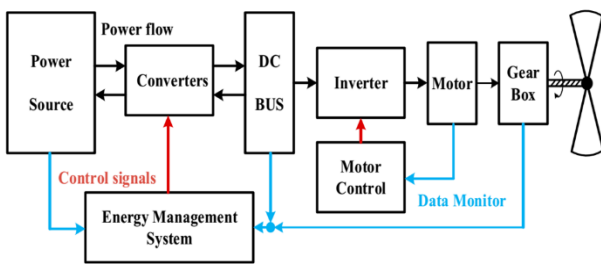 Power flow
Power
Source
Converters
DC
BUS
Inverter
Motor
Gear
Box
Control signals
Motor
Control
Data Monitor
Energy Management
System